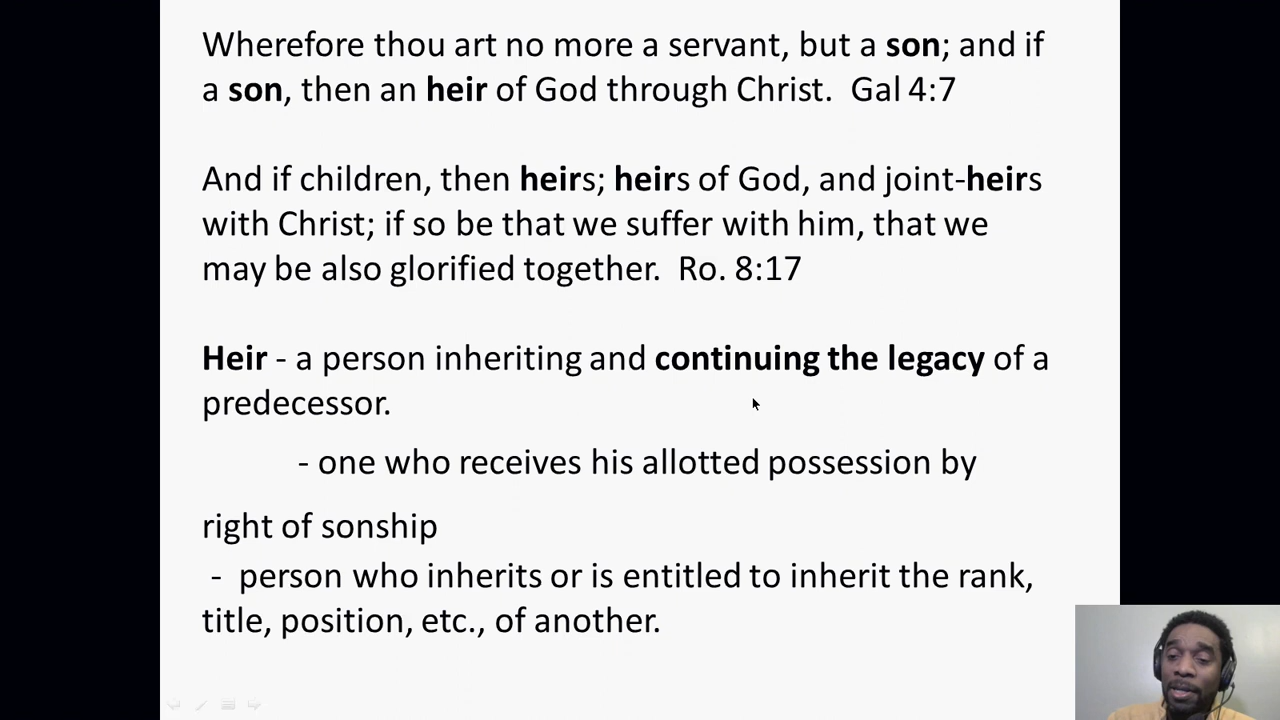 Wherefore thou art no more a servant, but a son; and if
a son, then an heir of God through Christ.  Gal 4:7
And if children, then heirs; heirs of God, and joint-heirs
with Christ; if so be that we suffer with him, that we
may be also glorified together.  Ro. 8:17
Heir - a person inheriting and continuing the legacy of a
predecessor.
- one who receives his allotted possession by
right of sonship
-  person who inherits or is entitled to inherit the rank,
title, position, etc., of another.